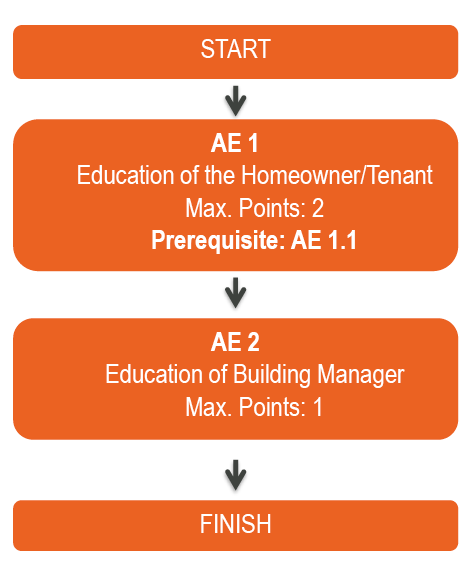 START
AE 1
Education of the Homeowner/Tenant
Max. Points: 2
Prerequisite: AE 1.1
AE 2
Education of Building Manager
Max. Points: 1
FINISH